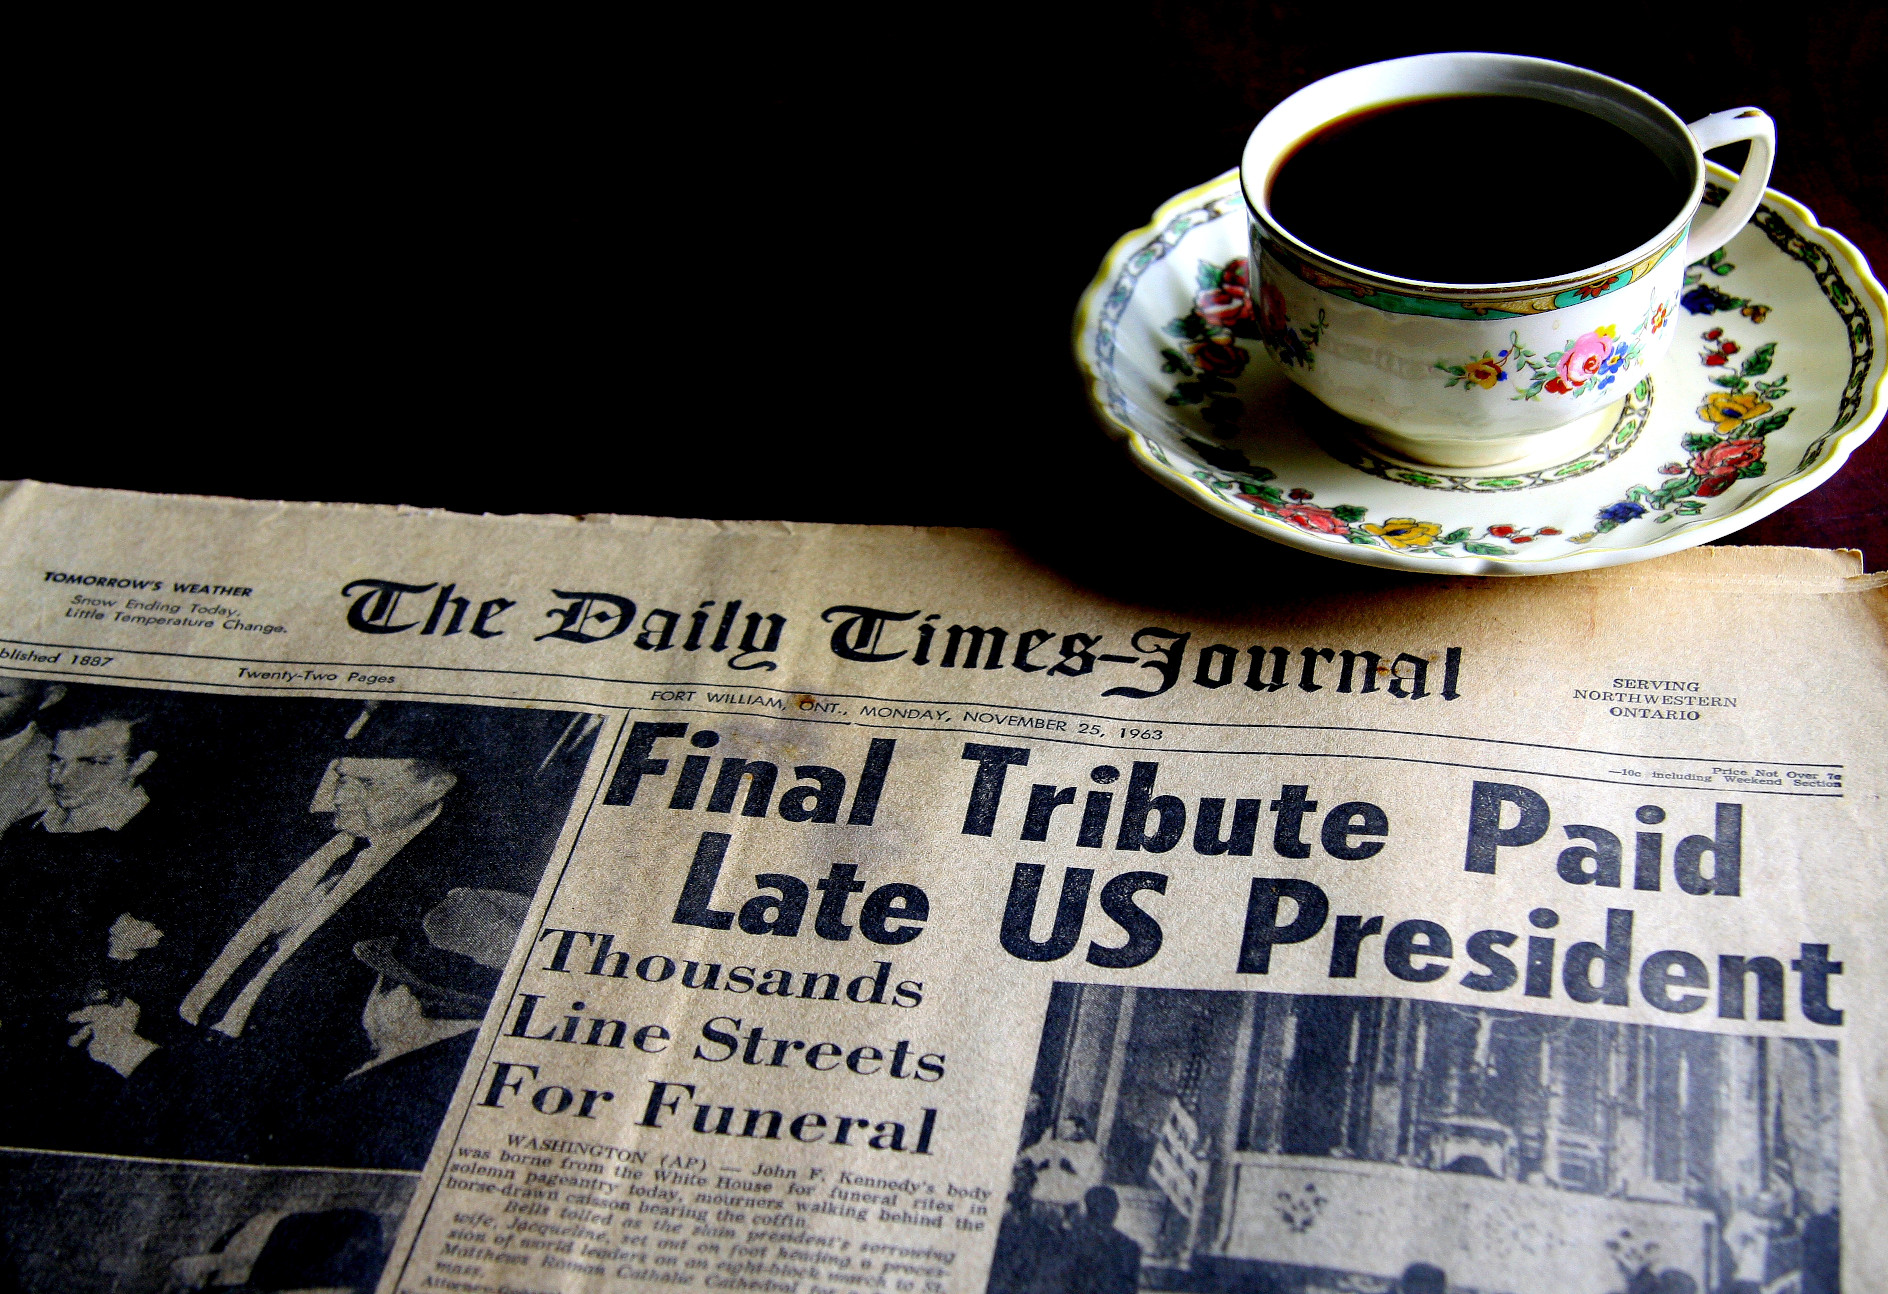 TOMORROW'S WEATHER
Snow Ending Today.
Little Temperature Change.
The Daily Times-Journal
SERVING
NORTHWESTERN
ONTARIO
blished 1887
Twenty-Two Pages
FORT WILLIAM, ONT., MONDAY, NOVEMBER 25, 1963
Price Not Over 7¢
—10c including Weekend Section
Final Tribute Paid
Late US President
Thousands
Line Streets
For Funeral
WASHINGTON (AP) — John F. Kennedy's body
was borne from the White House for funeral rites in
solemn pageantry today, mourners walking behind the
horse-drawn caisson bearing the coffin.
Bells tolled as the slain president's sorrowing
wife, Jacqueline, set out on foot heading a proces-
sion of world leaders on an eight-block march to St.
Matthews Roman Catholic Cathedral for a
mass.